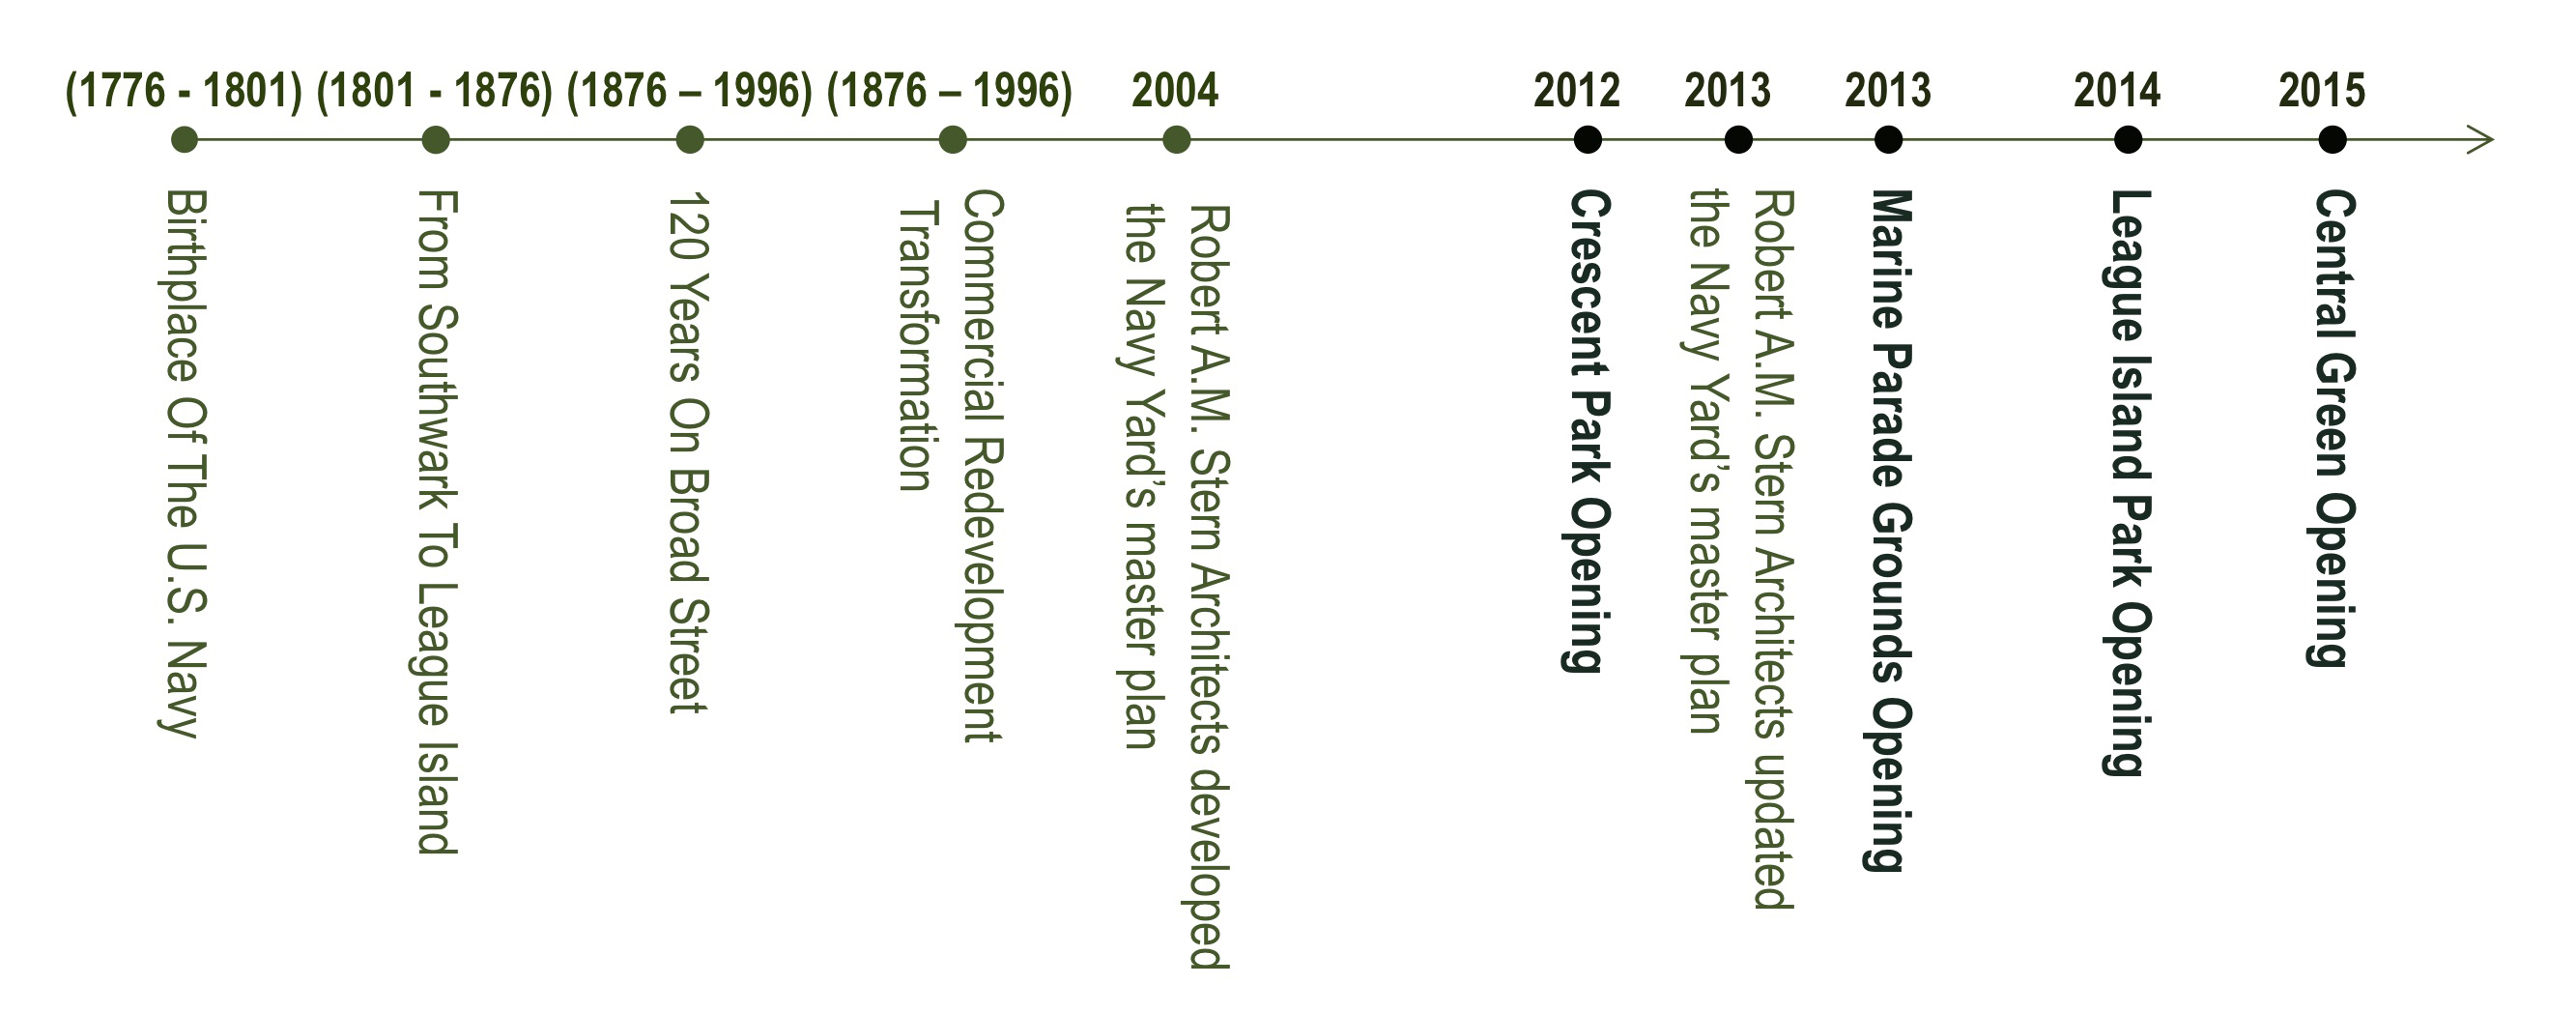 (1776 - 1801) (1801 - 1876) (1876 – 1996) (1876 – 1996) 2004 2012 2013 2013 2014 2015
Birthplace Of The U.S. Navy
From Southwark To League Island
120 Years On Broad Street
Commercial Redevelopment
Transformation
Robert A.M. Stern Architects developed
the Navy Yard’s master plan
Crescent Park Opening
Robert A.M. Stern Architects updated
the Navy Yard’s master plan
Marine Parade Grounds Opening
League Island Park Opening
Central Green Opening